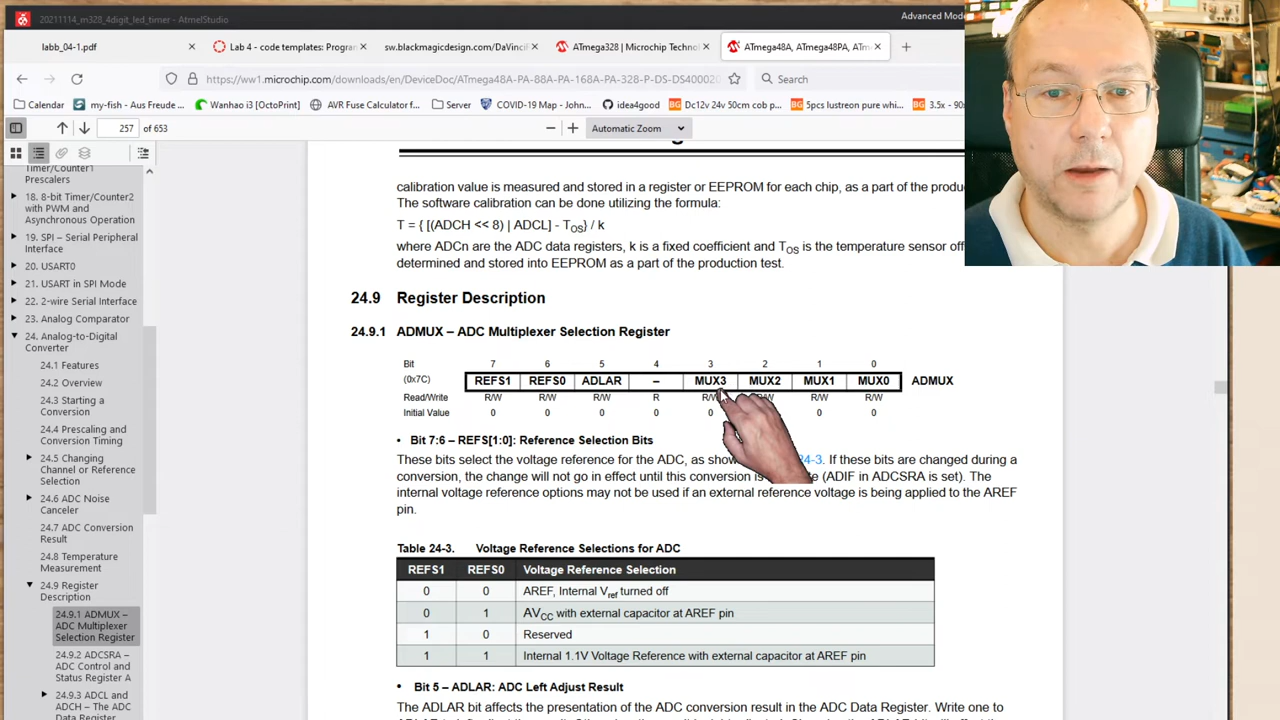 20211114_m328_4digit_led_timer - AtmelStudio
Advanced Mode
labb_04-1.pdf
Lab 4 - code templates: Progra
sw.blackmagicdesign.com/DaVinci
ATmega328 | Microchip Technol
ATmega48A, ATmega48PA, ATm
https://ww1.microchip.com/downloads/en/DeviceDoc/ATmega48A-PA-88A-PA-168A-PA-328-P-DS-DS400020
Search
Calendar
my-fish - Aus Freude ...
Wanhao i3 [OctoPrint]
AVR Fuse Calculator f...
Server
COVID-19 Map - John...
idea4good
Dc12v 24v 50cm cob p...
5pcs lustreon pure whi...
3.5x - 90
257 of 653
Automatic Zoom
Timer/Counter1
Prescalers
18. 8-bit Timer/Counter2
with PWM and
Asynchronous Operation
19. SPI – Serial Peripheral
Interface
20. USART0
21. USART in SPI Mode
22. 2-wire Serial Interface
23. Analog Comparator
24. Analog-to-Digital
Converter
24.1 Features
24.2 Overview
24.3 Starting a
Conversion
24.4 Prescaling and
Conversion Timing
24.5 Changing
Channel or Reference
Selection
24.6 ADC Noise
Canceler
24.7 ADC Conversion
Result
24.8 Temperature
Measurement
24.9 Register
Description
24.9.1 ADMUX –
ADC Multiplexer
Selection Register
24.9.2 ADCSRA –
ADC Control and
Status Register A
24.9.3 ADCL and
ADCH – The ADC
Data Register
calibration value is measured and stored in a register or EEPROM for each chip, as a part of the produc
The software calibration can be done utilizing the formula:
T = { [(ADCH << 8) | ADCL] - TOS} / k
where ADCn are the ADC data registers, k is a fixed coefficient and TOS is the temperature sensor off
determined and stored into EEPROM as a part of the production test.
24.9 Register Description
24.9.1 ADMUX – ADC Multiplexer Selection Register
Bit 7 6 5 4 3 2 1 0
(0x7C) REFS1 REFS0 ADLAR – MUX3 MUX2 MUX1 MUX0 ADMUX
Read/Write R/W R/W R/W R R/W R/W R/W R/W
Initial Value 0 0 0 0 0 0 0
• Bit 7:6 – REFS[1:0]: Reference Selection Bits
These bits select the voltage reference for the ADC, as sho 24-3. If these bits are changed during a
conversion, the change will not go in effect until this conversion is (ADIF in ADCSRA is set). The
internal voltage reference options may not be used if an external reference voltage is being applied to the AREF
pin.
Table 24-3. Voltage Reference Selections for ADC
REFS1 REFS0 Voltage Reference Selection
0 0 AREF, Internal Vref turned off
0 1 AVCC with external capacitor at AREF pin
1 0 Reserved
1 1 Internal 1.1V Voltage Reference with external capacitor at AREF pin
• Bit 5 – ADLAR: ADC Left Adjust Result
The ADLAR bit affects the presentation of the ADC conversion result in the ADC Data Register. Write one to